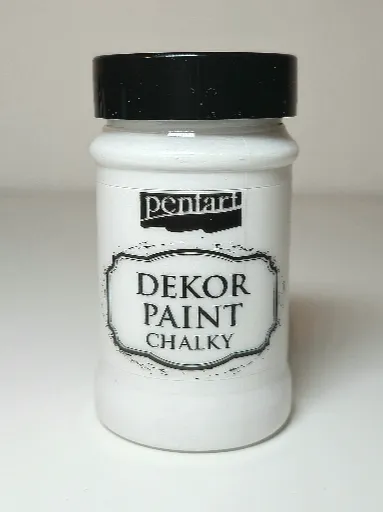 pentart
DEKOR
PAINT
CHALKY